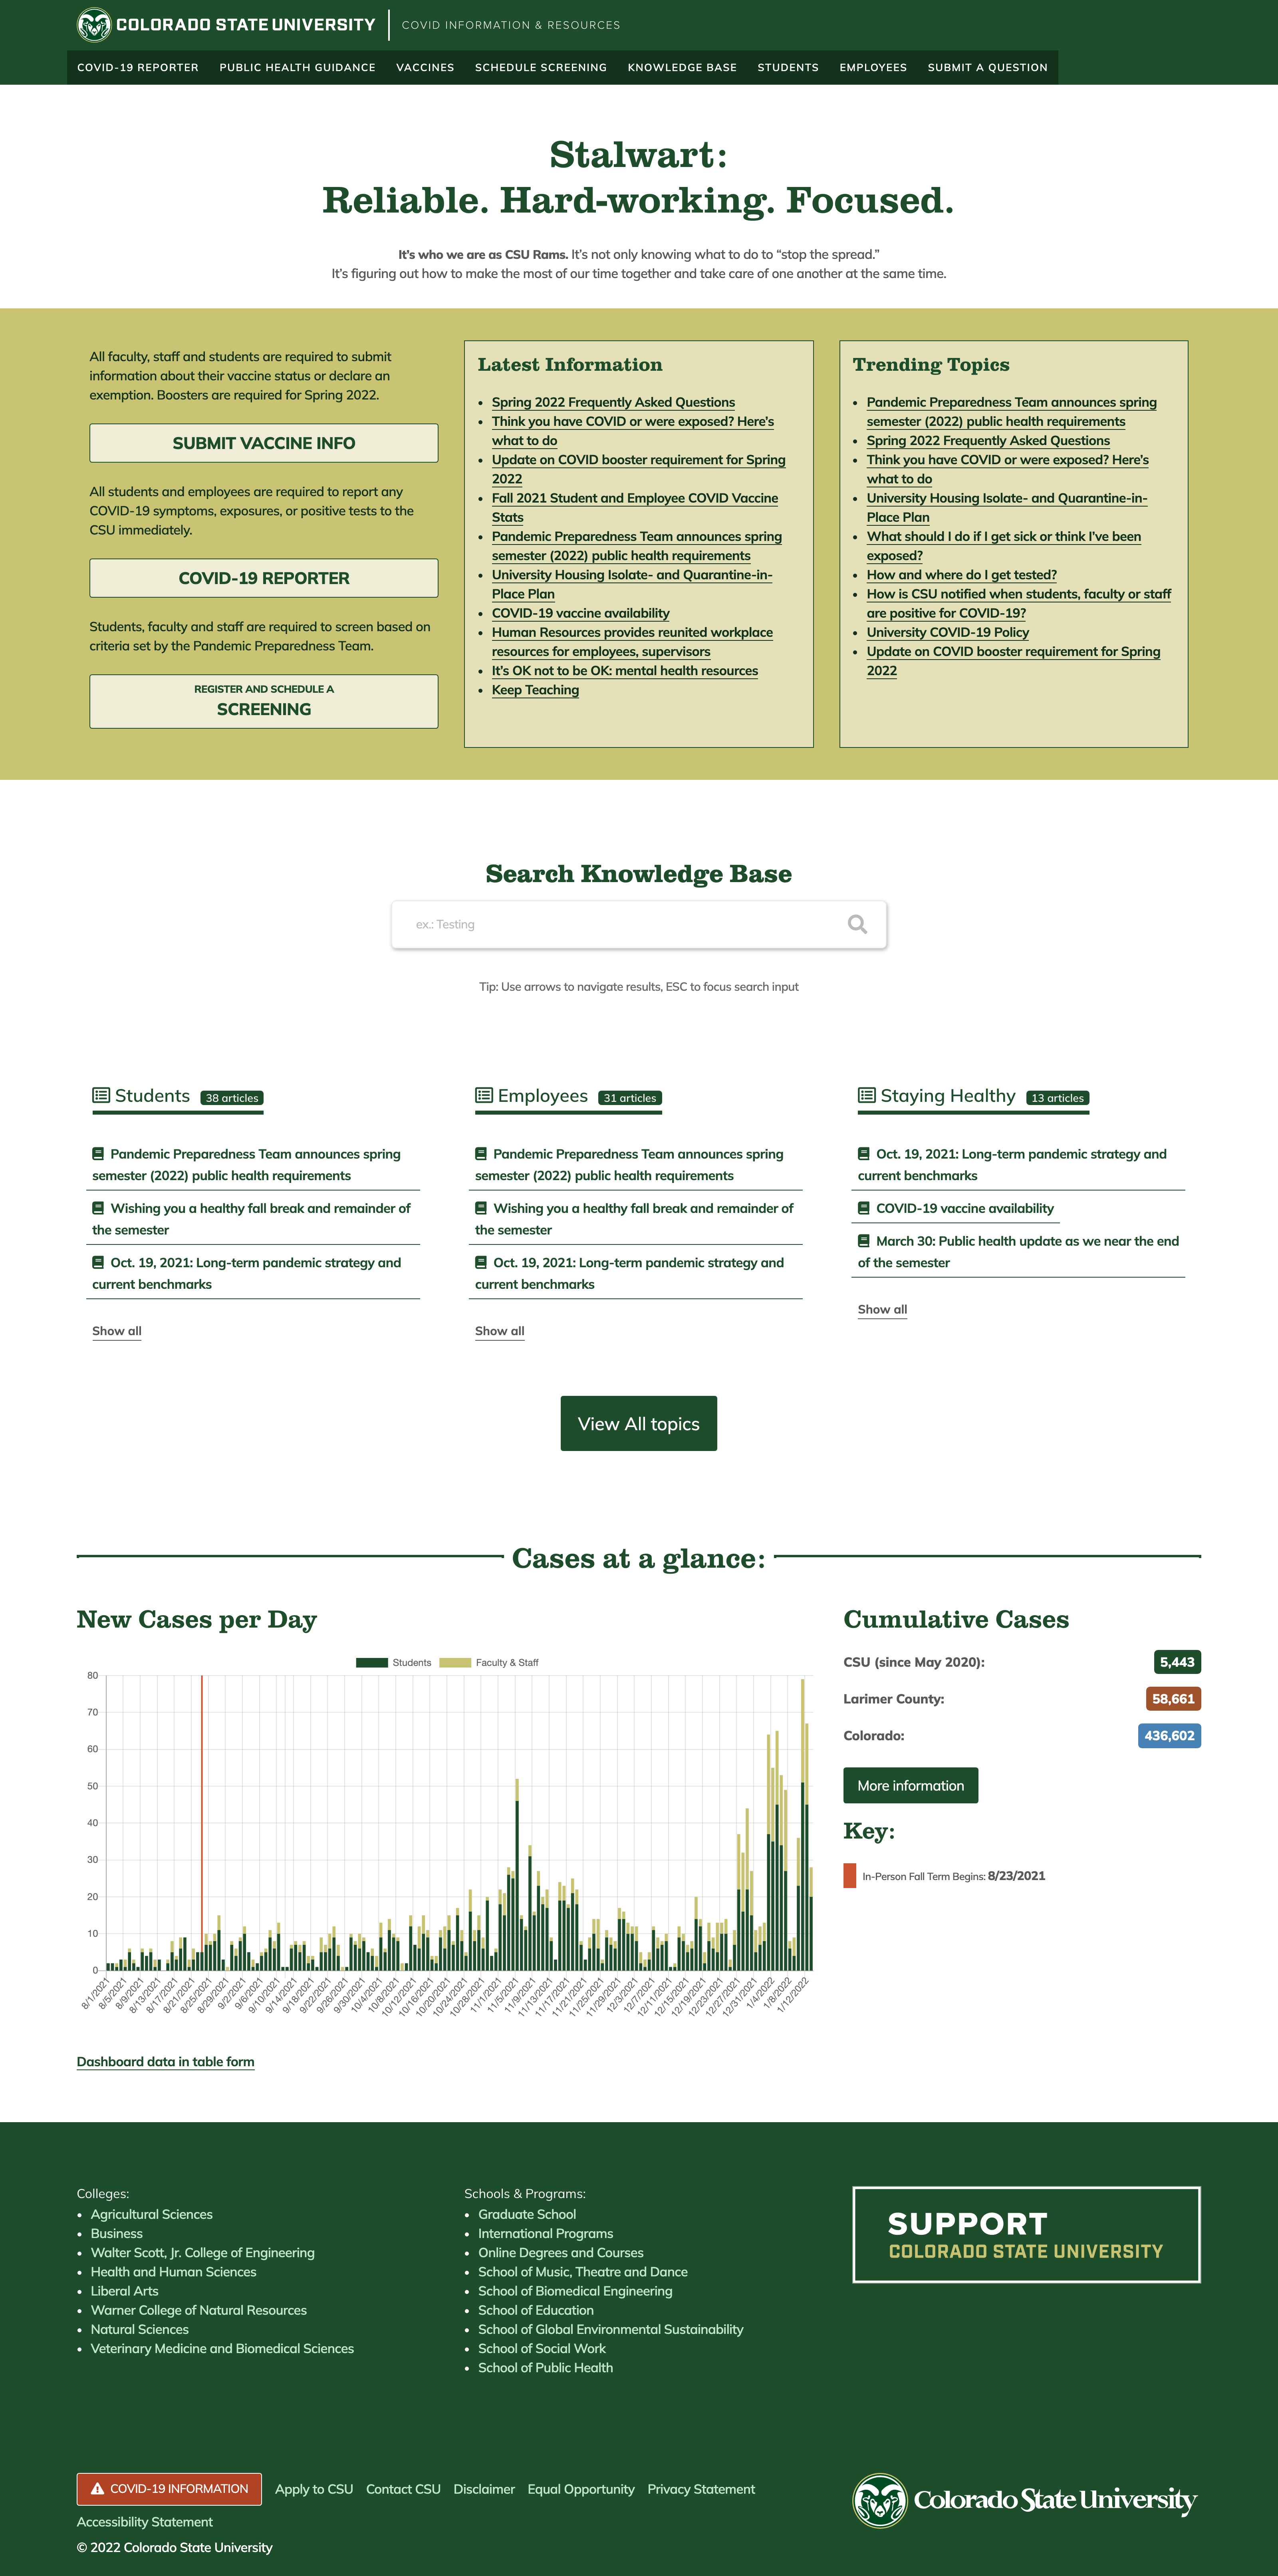 COLORADO STATE UNIVERSITY
COVID INFORMATION & RESOURCES
COVID-19 REPORTER
PUBLIC HEALTH GUIDANCE
VACCINES
SCHEDULE SCREENING
KNOWLEDGE BASE
STUDENTS
EMPLOYEES
SUBMIT A QUESTION
Stalwart:
Reliable. Hard-working. Focused.
It’s who we are as CSU Rams. It’s not only knowing what to do to “stop the spread.”
It’s figuring out how to make the most of our time together and take care of one another at the same time.
All faculty, staff and students are required to submit
information about their vaccine status or declare an
exemption. Boosters are required for Spring 2022.
SUBMIT VACCINE INFO
All students and employees are required to report any
COVID-19 symptoms, exposures, or positive tests to the
CSU immediately.
COVID-19 REPORTER
Students, faculty and staff are required to screen based on
criteria set by the Pandemic Preparedness Team.
REGISTER AND SCHEDULE A
SCREENING
Latest Information
Spring 2022 Frequently Asked Questions
Think you have COVID or were exposed? Here’s
what to do
Update on COVID booster requirement for Spring
2022
Fall 2021 Student and Employee COVID Vaccine
Stats
Pandemic Preparedness Team announces spring
semester (2022) public health requirements
University Housing Isolate- and Quarantine-in-
Place Plan
COVID-19 vaccine availability
Human Resources provides reunited workplace
resources for employees, supervisors
It’s OK not to be OK: mental health resources
Keep Teaching
Trending Topics
Pandemic Preparedness Team announces spring
semester (2022) public health requirements
Spring 2022 Frequently Asked Questions
Think you have COVID or were exposed? Here’s
what to do
University Housing Isolate- and Quarantine-in-
Place Plan
What should I do if I get sick or think I’ve been
exposed?
How and where do I get tested?
How is CSU notified when students, faculty or staff
are positive for COVID-19?
University COVID-19 Policy
Update on COVID booster requirement for Spring
2022
Search Knowledge Base
ex.: Testing
Tip: Use arrows to navigate results, ESC to focus search input
Students 38 articles
Pandemic Preparedness Team announces spring
semester (2022) public health requirements
Wishing you a healthy fall break and remainder of
the semester
Oct. 19, 2021: Long-term pandemic strategy and
current benchmarks
Show all
Employees 31 articles
Pandemic Preparedness Team announces spring
semester (2022) public health requirements
Wishing you a healthy fall break and remainder of
the semester
Oct. 19, 2021: Long-term pandemic strategy and
current benchmarks
Show all
Staying Healthy 13 articles
Oct. 19, 2021: Long-term pandemic strategy and
current benchmarks
COVID-19 vaccine availability
March 30: Public health update as we near the end
of the semester
Show all
View All topics
Cases at a glance:
New Cases per Day
Students
Faculty & Staff
80
70
60
50
40
30
20
10
0
8/1/2021
8/5/2021
8/9/2021
8/13/2021
8/17/2021
8/21/2021
8/25/2021
8/29/2021
9/2/2021
9/6/2021
9/10/2021
9/14/2021
9/18/2021
9/22/2021
9/26/2021
9/30/2021
10/4/2021
10/8/2021
10/12/2021
10/16/2021
10/20/2021
10/24/2021
10/28/2021
11/1/2021
11/5/2021
11/9/2021
11/13/2021
11/17/2021
11/21/2021
11/25/2021
11/29/2021
12/3/2021
12/7/2021
12/11/2021
12/15/2021
12/19/2021
12/23/2021
12/27/2021
12/31/2021
1/4/2022
1/8/2022
1/12/2022
Dashboard data in table form
Cumulative Cases
CSU (since May 2020): 5,443
Larimer County: 58,661
Colorado: 436,602
More information
Key:
In-Person Fall Term Begins: 8/23/2021
Colleges:
Agricultural Sciences
Business
Walter Scott, Jr. College of Engineering
Health and Human Sciences
Liberal Arts
Warner College of Natural Resources
Natural Sciences
Veterinary Medicine and Biomedical Sciences
Schools & Programs:
Graduate School
International Programs
Online Degrees and Courses
School of Music, Theatre and Dance
School of Biomedical Engineering
School of Education
School of Global Environmental Sustainability
School of Social Work
School of Public Health
SUPPORT
COLORADO STATE UNIVERSITY
COVID-19 INFORMATION
Apply to CSU
Contact CSU
Disclaimer
Equal Opportunity
Privacy Statement
Accessibility Statement
© 2022 Colorado State University
Colorado State University